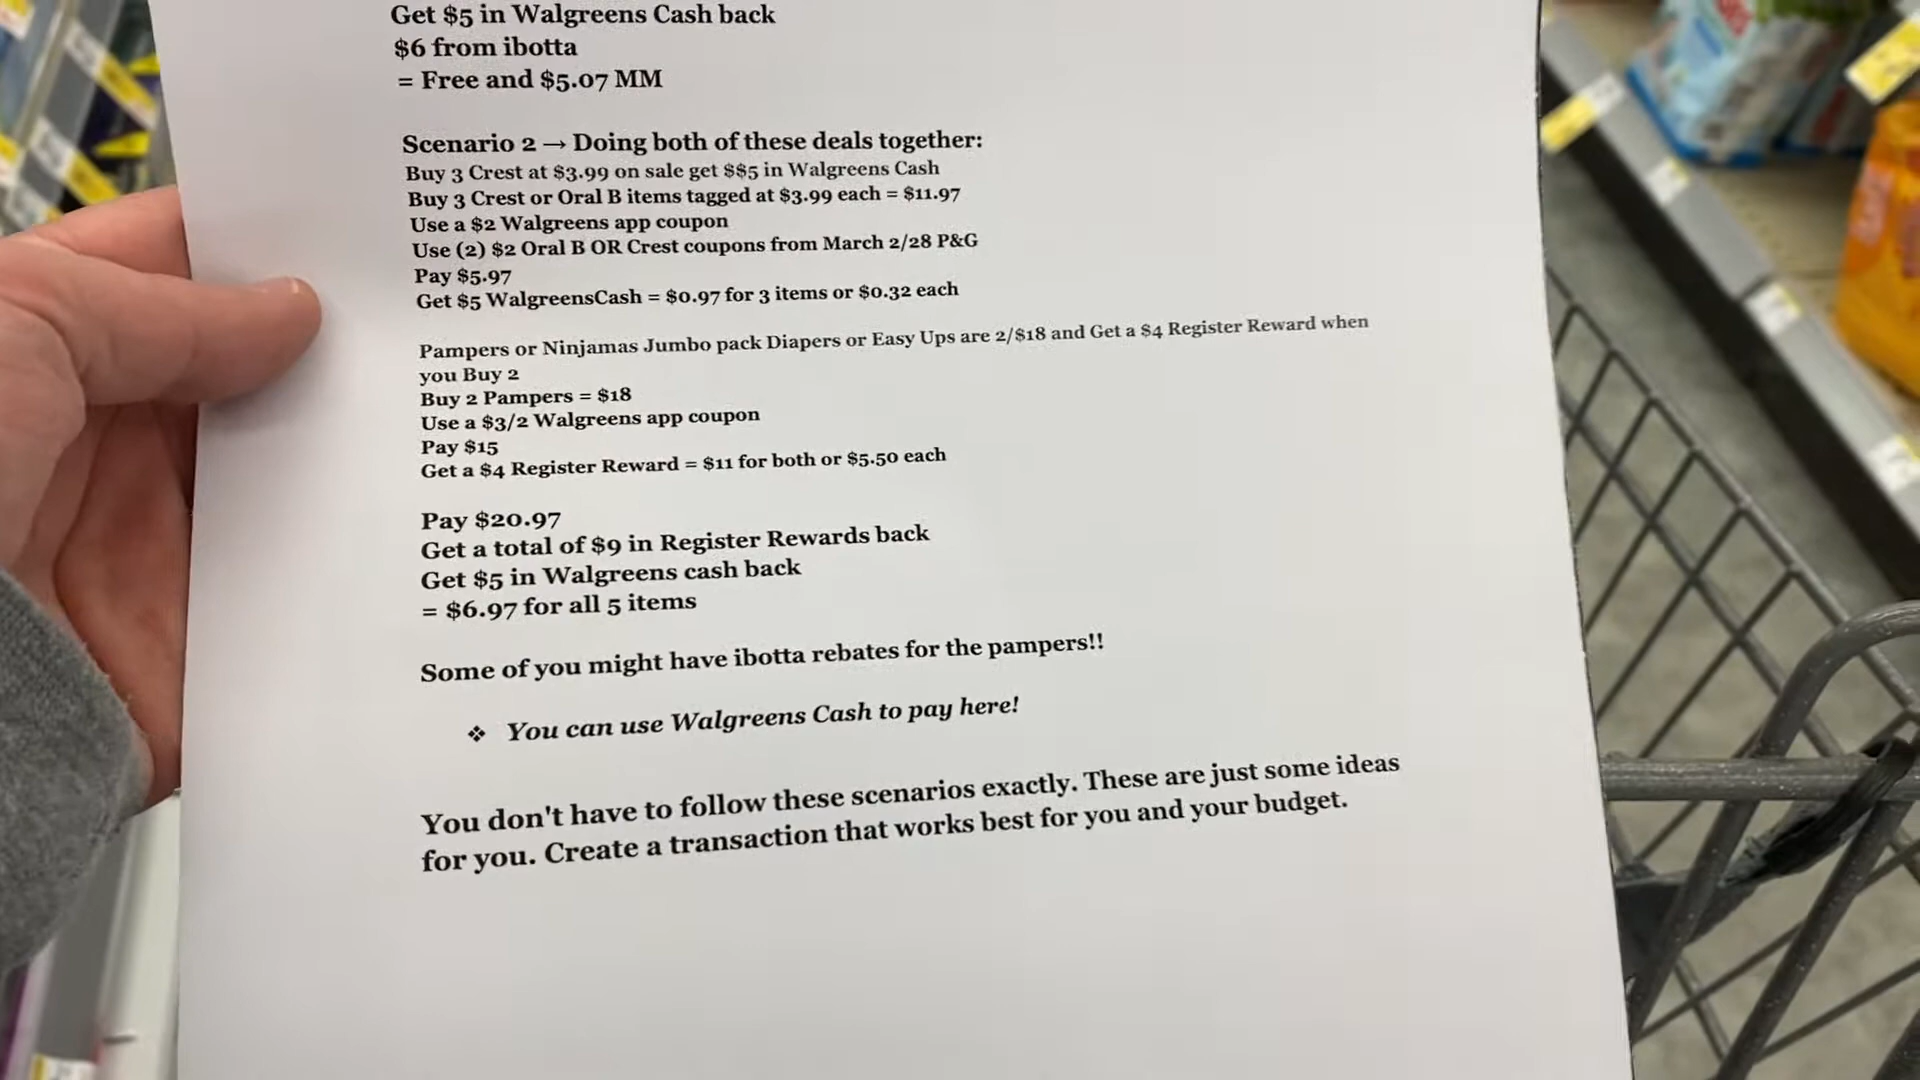 Get $5 in Walgreens Cash back
$6 from ibotta
= Free and $5.07 MM
Scenario 2 → Doing both of these deals together:
Buy 3 Crest at $3.99 on sale get $$5 in Walgreens Cash
Buy 3 Crest or Oral B items tagged at $3.99 each = $11.97
Use a $2 Walgreens app coupon
Use (2) $2 Oral B OR Crest coupons from March 2/28 P&G
Pay $5.97
Get $5 WalgreensCash = $0.97 for 3 items or $0.32 each
Pampers or Ninjamas Jumbo pack Diapers or Easy Ups are 2/$18 and Get a $4 Register Reward when
you Buy 2
Buy 2 Pampers = $18
Use a $3/2 Walgreens app coupon
Pay $15
Get a $4 Register Reward = $11 for both or $5.50 each
Pay $20.97
Get a total of $9 in Register Rewards back
Get $5 in Walgreens cash back
= $6.97 for all 5 items
Some of you might have ibotta rebates for the pampers!!
❖ You can use Walgreens Cash to pay here!
You don't have to follow these scenarios exactly. These are just some ideas
for you. Create a transaction that works best for you and your budget.